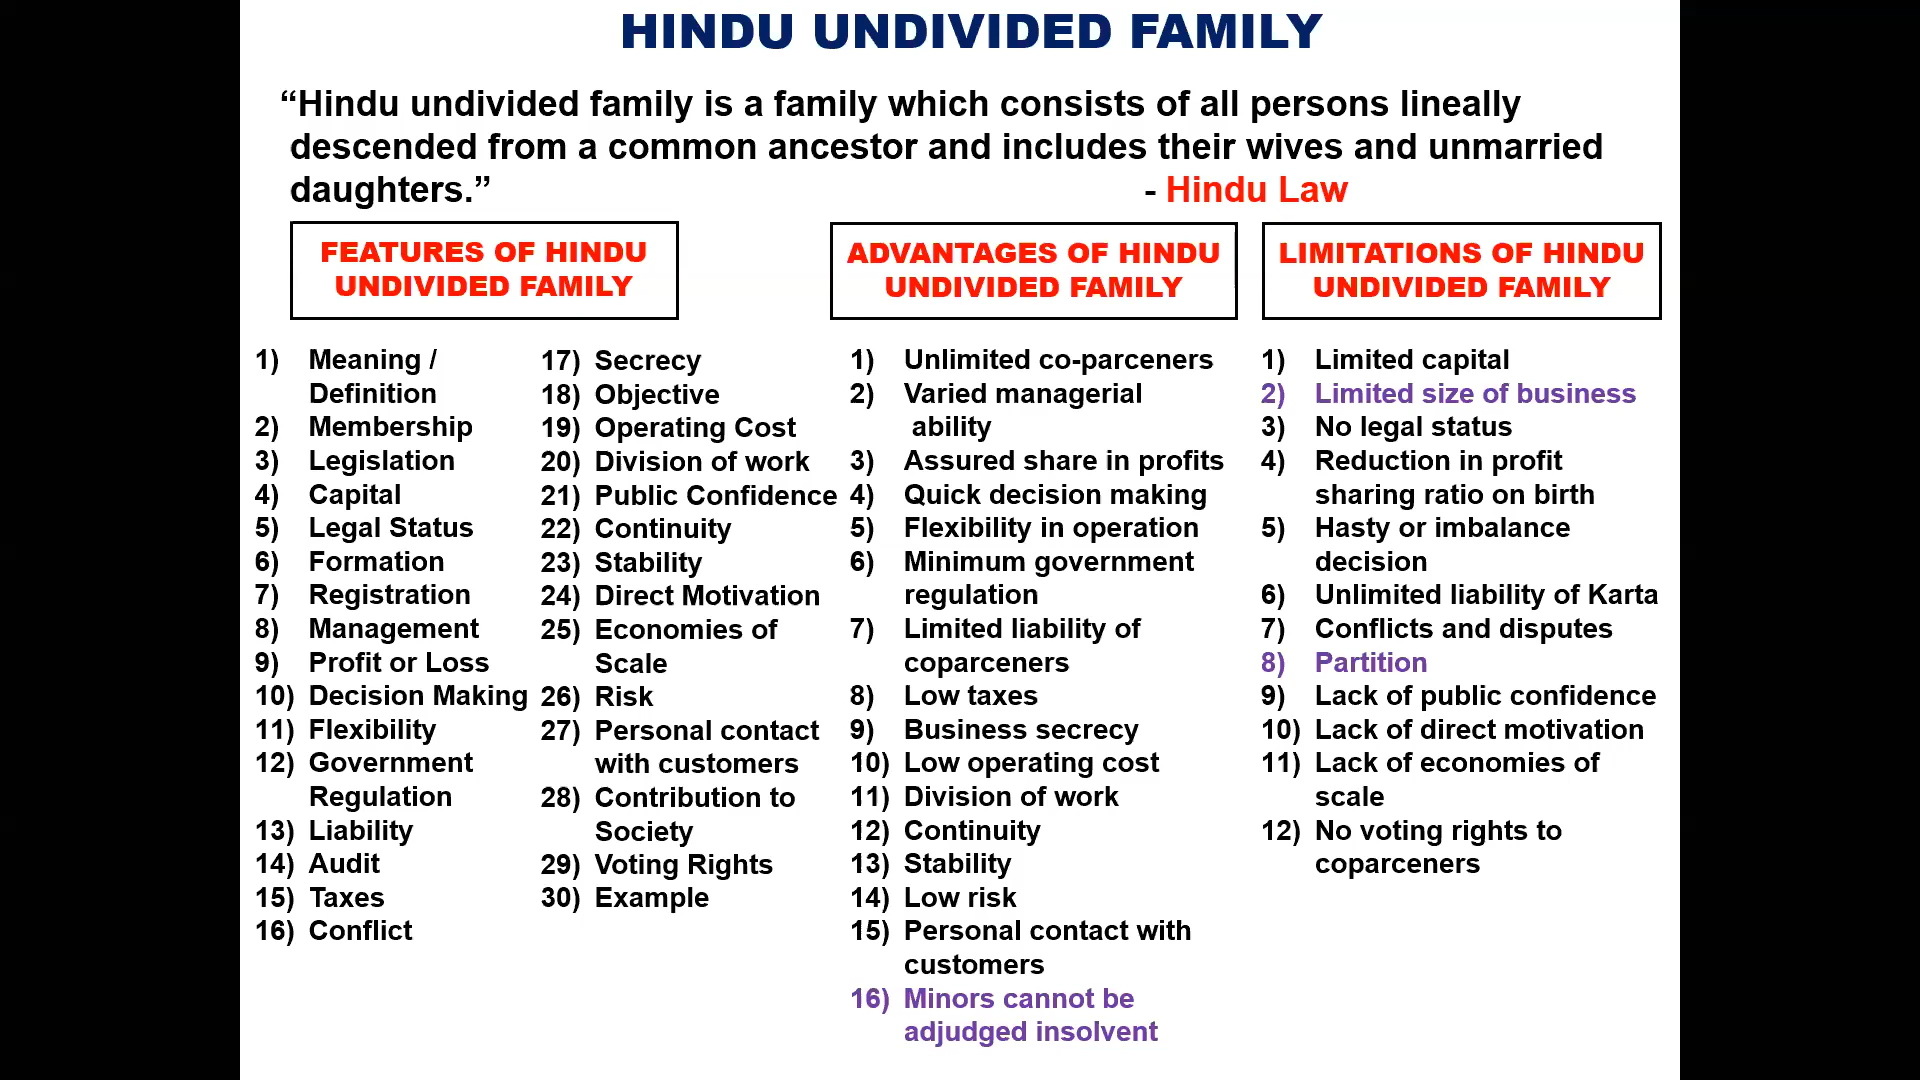 HINDU UNDIVIDED FAMILY
“Hindu undivided family is a family which consists of all persons lineally
descended from a common ancestor and includes their wives and unmarried
daughters.” - Hindu Law
FEATURES OF HINDU
UNDIVIDED FAMILY
1) Meaning /
Definition
2) Membership
3) Legislation
4) Capital
5) Legal Status
6) Formation
7) Registration
8) Management
9) Profit or Loss
10) Decision Making
11) Flexibility
12) Government
Regulation
13) Liability
14) Audit
15) Taxes
16) Conflict
17) Secrecy
18) Objective
19) Operating Cost
20) Division of work
21) Public Confidence
22) Continuity
23) Stability
24) Direct Motivation
25) Economies of
Scale
26) Risk
27) Personal contact
with customers
28) Contribution to
Society
29) Voting Rights
30) Example
ADVANTAGES OF HINDU
UNDIVIDED FAMILY
1) Unlimited co-parceners
2) Varied managerial
ability
3) Assured share in profits
4) Quick decision making
5) Flexibility in operation
6) Minimum government
regulation
7) Limited liability of
coparceners
8) Low taxes
9) Business secrecy
10) Low operating cost
11) Division of work
12) Continuity
13) Stability
14) Low risk
15) Personal contact with
customers
16) Minors cannot be
adjudged insolvent
LIMITATIONS OF HINDU
UNDIVIDED FAMILY
1) Limited capital
2) Limited size of business
3) No legal status
4) Reduction in profit
sharing ratio on birth
5) Hasty or imbalance
decision
6) Unlimited liability of Karta
7) Conflicts and disputes
8) Partition
9) Lack of public confidence
10) Lack of direct motivation
11) Lack of economies of
scale
12) No voting rights to
coparceners